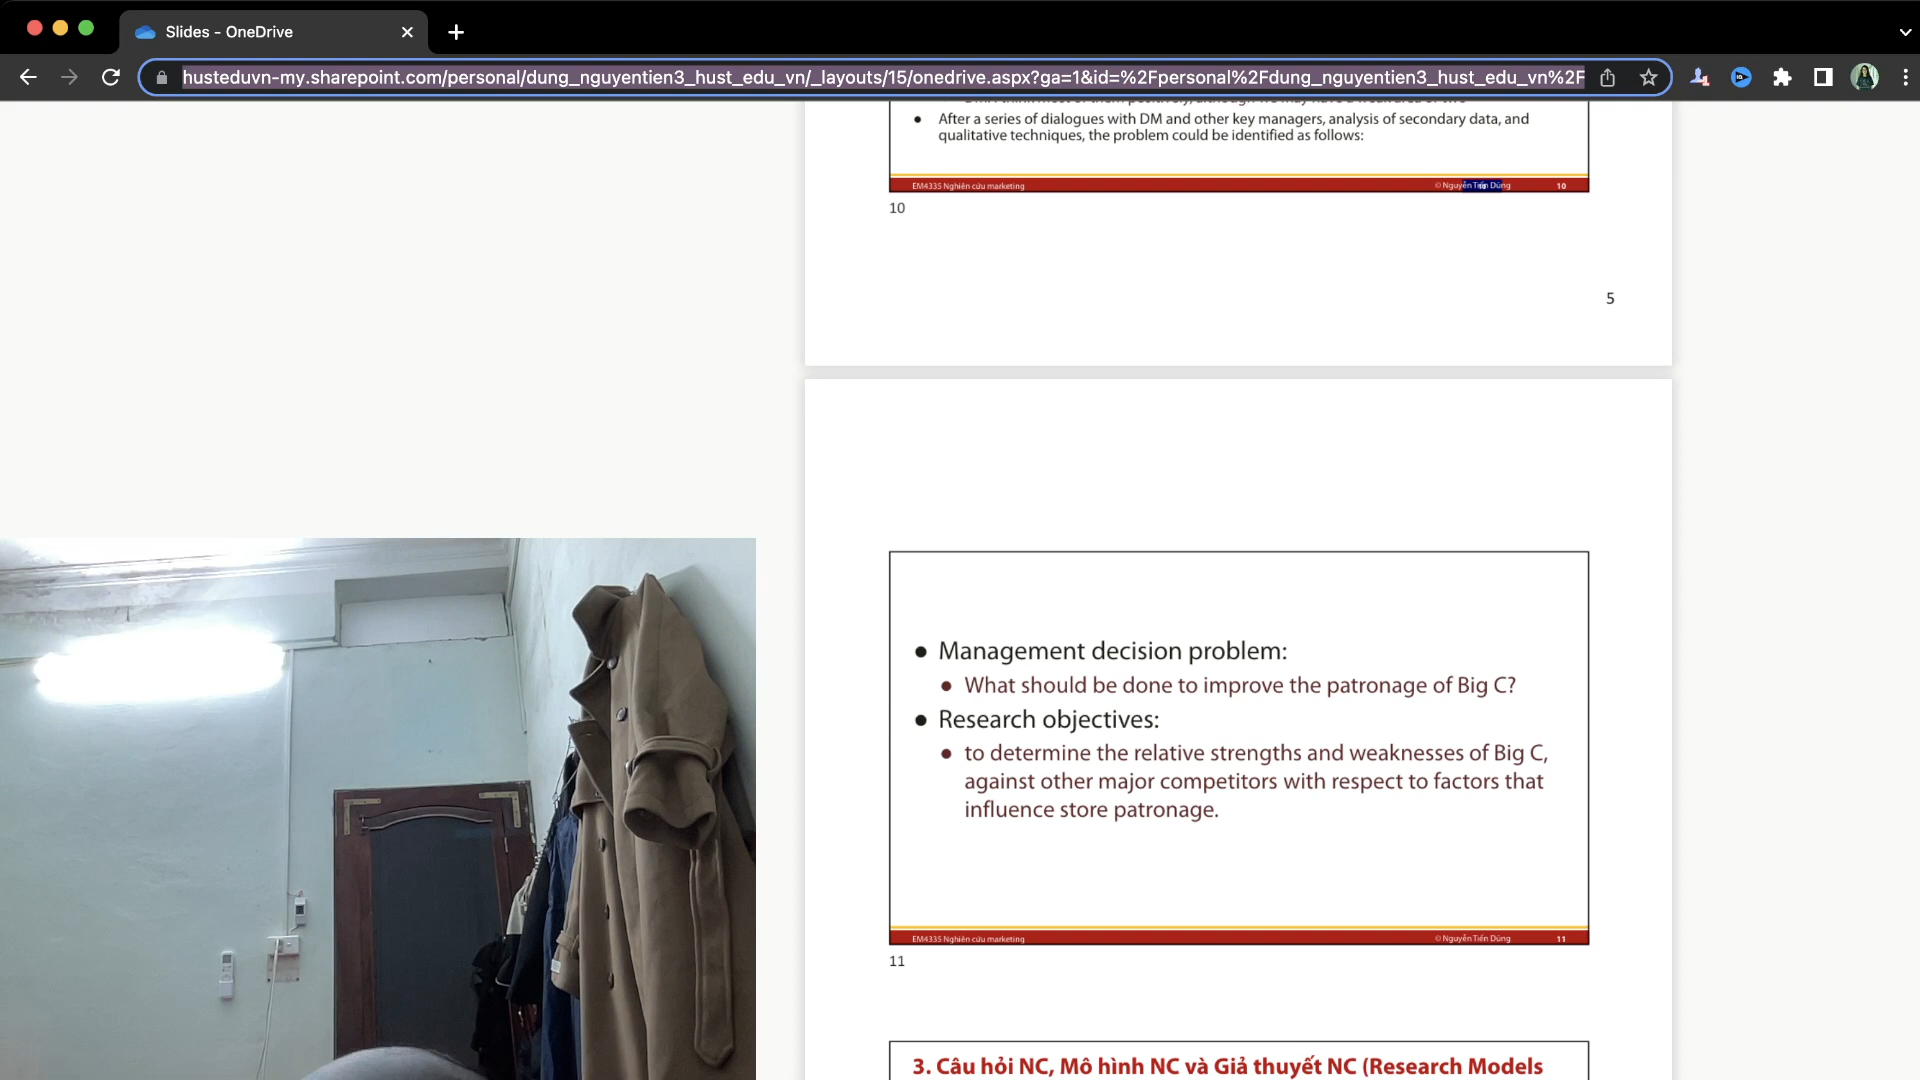 Slides - OneDrive
husteduvn-my.sharepoint.com/personal/dung_nguyentien3_hust_edu_vn/_layouts/15/onedrive.aspx?ga=1&id=%2Fpersonal%2Fdung_nguyentien3_hust_edu_vn%2F
After a series of dialogues with DM and other key managers, analysis of secondary data, and
qualitative techniques, the problem could be identified as follows:
EM4335 Nghiên cứu marketing © Nguyễn Tiến Dũng 10
10
5
Management decision problem:
What should be done to improve the patronage of Big C?
Research objectives:
to determine the relative strengths and weaknesses of Big C,
against other major competitors with respect to factors that
influence store patronage.
EM4335 Nghiên cứu marketing © Nguyễn Tiến Dũng 11
11
3. Câu hỏi NC, Mô hình NC và Giả thuyết NC (Research Models